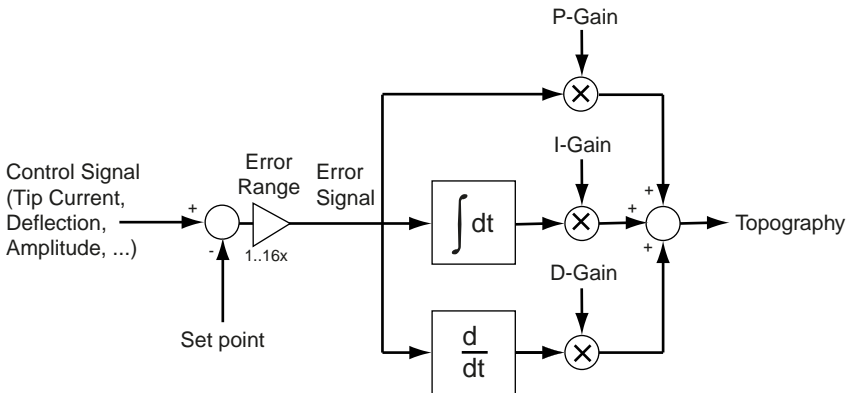 P-Gain
I-Gain
Control Signal
(Tip Current,
Deflection,
Amplitude, ...)
+
-
Error
Range
1..16x
Error
Signal
∫ dt
+
+
+
Topography
D-Gain
Set point
d
dt